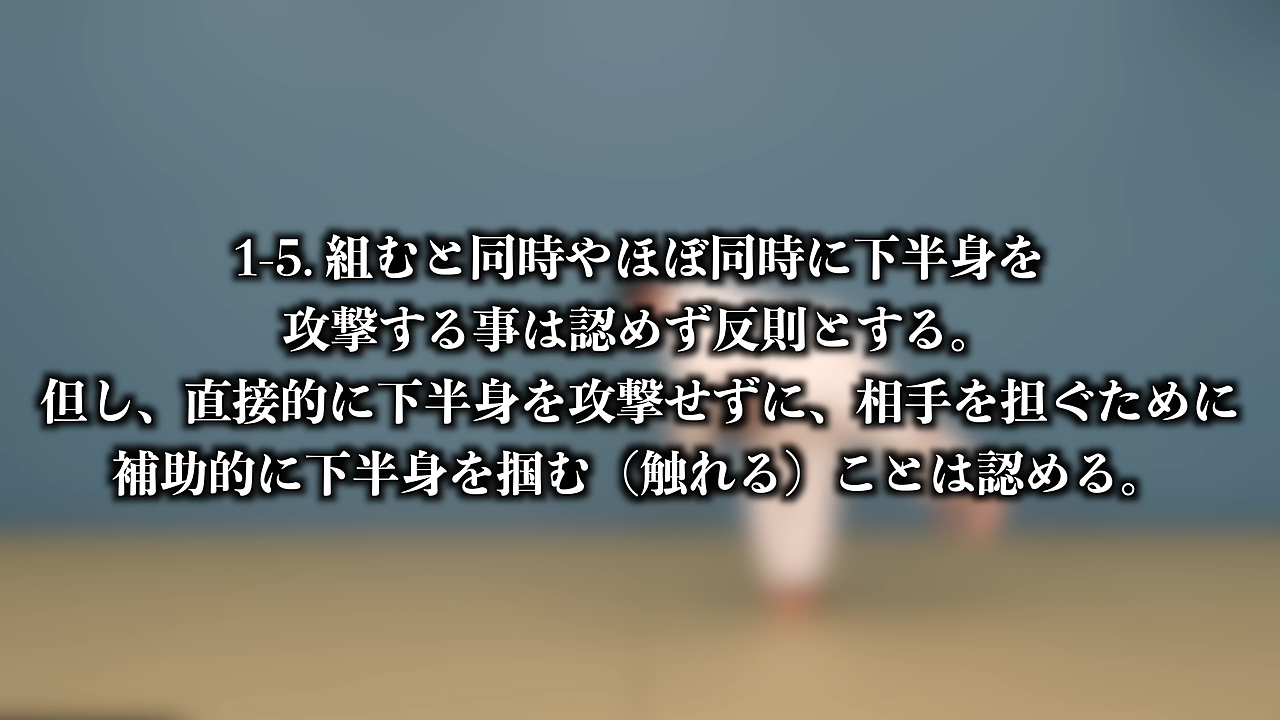 1-5. 組むと同時やほぼ同時に下半身を
攻撃する事は認めず反則とする。
但し、直接的に下半身を攻撃せずに、相手を担ぐために
補助的に下半身を掴む（触れる）ことは認める。